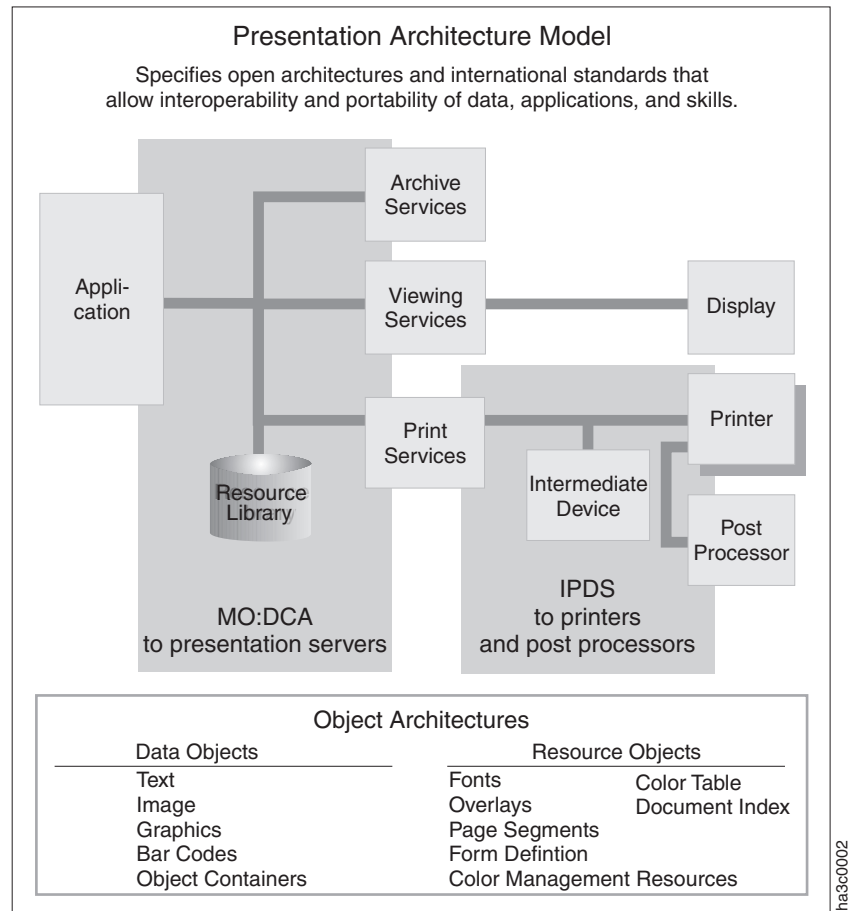 Presentation Architecture Model
Specifies open architectures and international standards that
allow interoperability and portability of data, applications, and skills.
Archive
Services
Appli-
cation
Viewing
Services
Display
Print
Services
Printer
Resource
Library
Intermediate
Device
Post
Processor
MO:DCA
to presentation servers
IPDS
to printers
and post processors
Object Architectures
Data Objects
Text
Image
Graphics
Bar Codes
Object Containers
Resource Objects
Fonts
Overlays
Page Segments
Form Defintion
Color Management Resources
Color Table
Document Index
ha3c0002